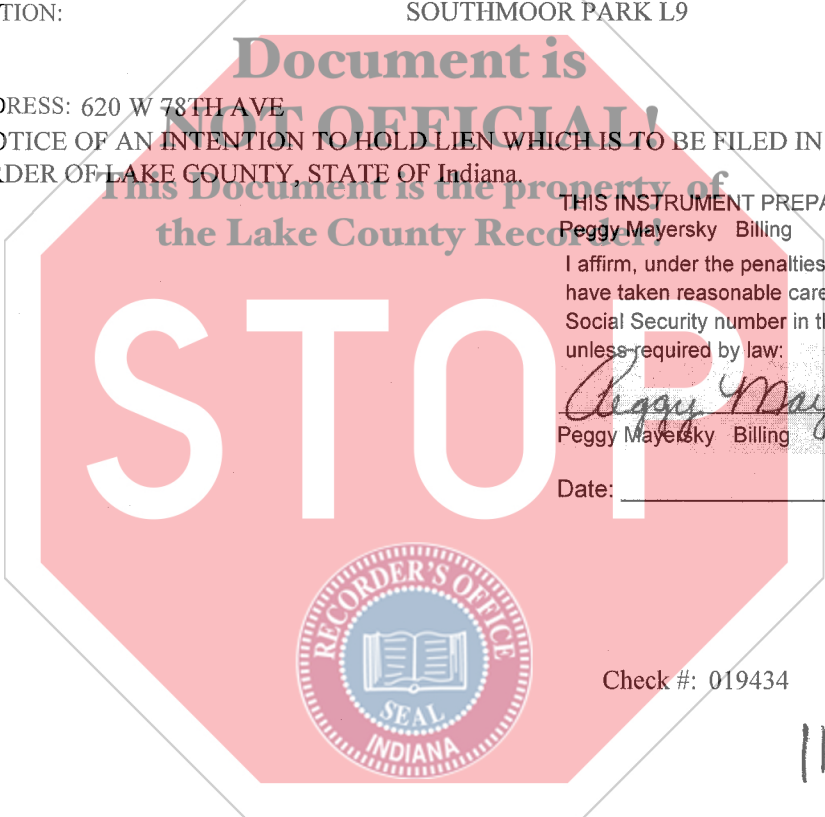 TION: SOUTHMOOR PARK L9
Document is
DRESS: 620 W 78TH AVE
NOT OFFICIAL!
OTICE OF AN INTENTION TO HOLD LIEN WHICH IS TO BE FILED IN
RDER OF LAKE COUNTY, STATE OF Indiana.
This Document is the property of
THIS INSTRUMENT PREPA
the Lake County Recorder!
Peggy Mayersky Billing
I affirm, under the penalties
have taken reasonable care
Social Security number in th
unless required by law:
STOP
Peggy May
Peggy Mayersky Billing
Date:
RECORDER'S OFFICE
SEAL
INDIANA
Check #: 019434